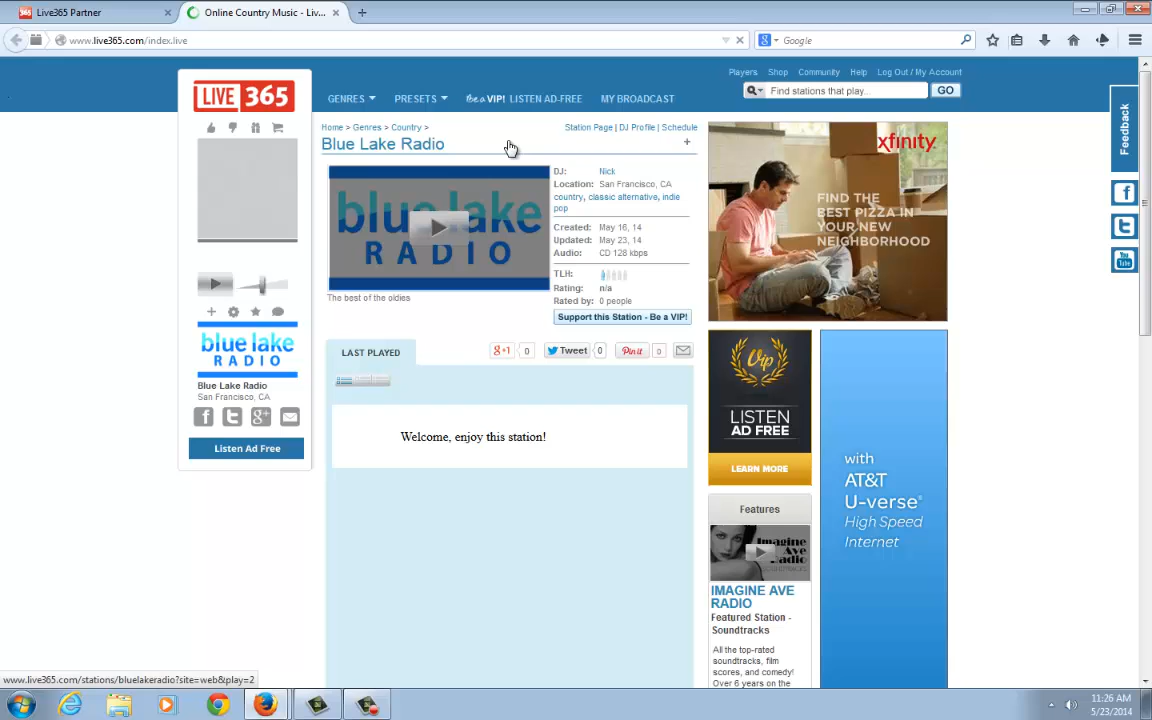 Live365 Partner
Online Country Music - Liv...
www.live365.com/index.live
Google
Players Shop Community Help Log Out / My Account
LIVE 365
GENRES PRESETS Be a VIP! LISTEN AD-FREE MY BROADCAST
Find stations that play... GO
Feedback
Home > Genres > Country >
Station Page | DJ Profile | Schedule
Blue Lake Radio
+
blue lake
RADIO
The best of the oldies
DJ: Nick
Location: San Francisco, CA
country, classic alternative, indie
pop
Created: May 16, 14
Updated: May 23, 14
Audio: CD 128 kbps
TLH:
Rating: n/a
Rated by: 0 people
Support this Station - Be a VIP!
xfinity
FIND THE
BEST PIZZA IN
YOUR NEW
NEIGHBORHOOD
You
Tube
blue lake
RADIO
Blue Lake Radio
San Francisco, CA
Listen Ad Free
LAST PLAYED
g+1 0 Tweet 0 Pinit 0
Welcome, enjoy this station!
Vip
LISTEN
AD FREE
LEARN MORE
with
AT&T
U-verse®
High Speed
Internet
Features
Imagine
Ave
Radio
IMAGINE AVE
RADIO
Featured Station -
Soundtracks
All the top-rated
soundtracks, film
scores, and comedy!
Over 6 years on the
www.live365.com/stations/bluelakeradio?site=web&play=2
11:26 AM
5/23/2014